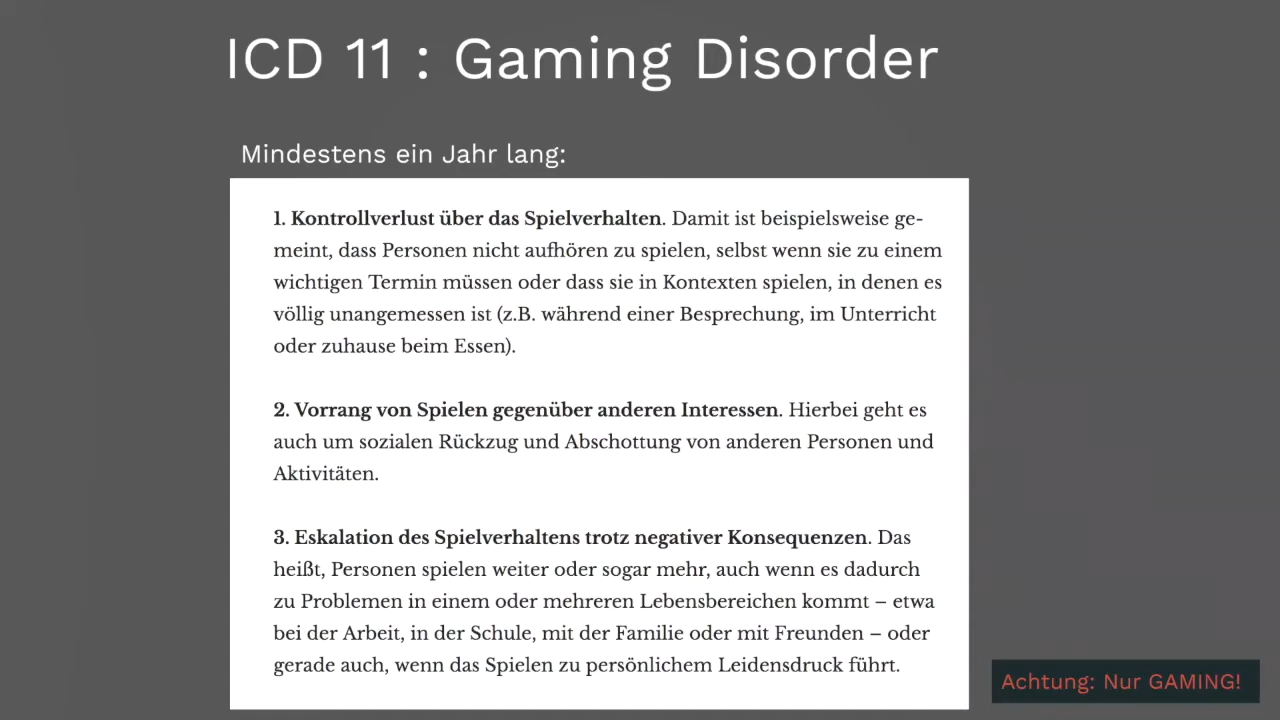 ICD 11 : Gaming Disorder
Mindestens ein Jahr lang:
1. Kontrollverlust über das Spielverhalten. Damit ist beispielsweise ge-
meint, dass Personen nicht aufhören zu spielen, selbst wenn sie zu einem
wichtigen Termin müssen oder dass sie in Kontexten spielen, in denen es
völlig unangemessen ist (z.B. während einer Besprechung, im Unterricht
oder zuhause beim Essen).
2. Vorrang von Spielen gegenüber anderen Interessen. Hierbei geht es
auch um sozialen Rückzug und Abschottung von anderen Personen und
Aktivitäten.
3. Eskalation des Spielverhaltens trotz negativer Konsequenzen. Das
heißt, Personen spielen weiter oder sogar mehr, auch wenn es dadurch
zu Problemen in einem oder mehreren Lebensbereichen kommt – etwa
bei der Arbeit, in der Schule, mit der Familie oder mit Freunden – oder
gerade auch, wenn das Spielen zu persönlichem Leidensdruck führt.
Achtung: Nur GAMING!